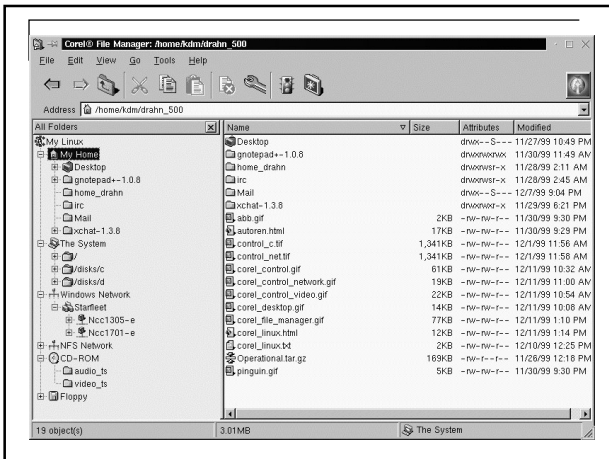 Corel® File Manager: /home/kdm/drahn_500
File Edit View Go Tools Help
Address /home/kdm/drahn_500
All Folders
My Linux
My Home
Desktop
gnotepad+-1.0.8
home_drahn
irc
Mail
xchat-1.3.8
The System
/
/disks/c
/disks/d
Windows Network
Starfleet
Ncc1305-e
Ncc1701-e
NFS Network
CD-ROM
audio_ts
video_ts
Floppy
Name Size Attributes Modified
Desktop drwx--S--- 11/27/99 10:49 PM
gnotepad+-1.0.8 drwxrwxrwx 11/30/99 11:49 AM
home_drahn drwxrwsr-x 11/28/99 2:11 AM
irc drwxrwsr-x 11/28/99 2:45 AM
Mail drwx--S--- 12/7/99 9:04 PM
xchat-1.3.8 drwxrwsr-x 11/29/99 6:21 PM
abb.gif 2KB -rw-rw-r-- 11/30/99 9:30 PM
autoren.html 17KB -rw-rw-r-- 11/30/99 9:29 PM
control_c.tif 1,341KB -rw-rw-r-- 12/1/99 11:56 AM
control_net.tif 1,341KB -rw-rw-r-- 12/1/99 11:58 AM
corel_control.gif 61KB -rw-rw-r-- 12/11/99 10:32 AM
corel_control_network.gif 19KB -rw-rw-r-- 12/11/99 11:00 AM
corel_control_video.gif 22KB -rw-rw-r-- 12/11/99 10:54 AM
corel_desktop.gif 14KB -rw-rw-r-- 12/11/99 10:08 AM
corel_file_manager.gif 77KB -rw-rw-r-- 12/11/99 1:10 PM
corel_linux.html 12KB -rw-rw-r-- 12/11/99 1:14 PM
corel_linux.txt 2KB -rw-rw-r-- 12/10/99 12:25 PM
Operational.tar.gz 169KB -rw-r--r-- 11/26/99 12:18 PM
pinguin.gif 5KB -rw-rw-r-- 11/30/99 9:30 PM
19 object(s) 3.01MB The System